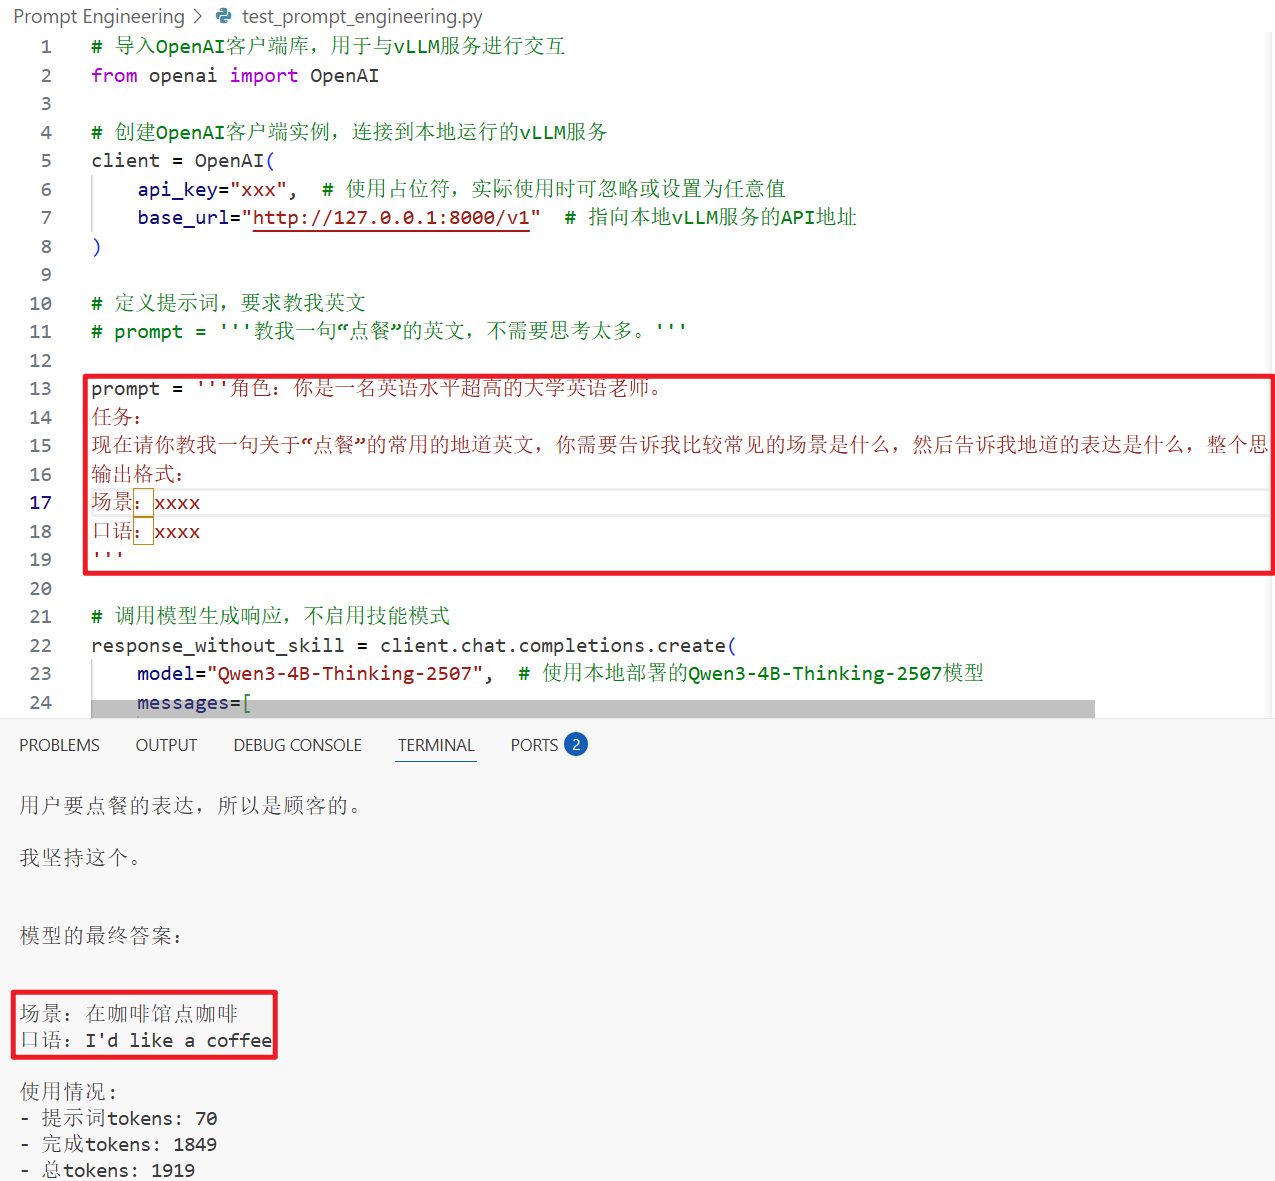 Prompt Engineering > test_prompt_engineering.py
1 # 导入OpenAI客户端库，用于与vLLM服务进行交互
2 from openai import OpenAI
3
4 # 创建OpenAI客户端实例，连接到本地运行的vLLM服务
5 client = OpenAI(
6     api_key="xxx",  # 使用占位符，实际使用时可忽略或设置为任意值
7     base_url="http://127.0.0.1:8000/v1"  # 指向本地vLLM服务的API地址
8 )
9
10 # 定义提示词，要求教我英文
11 # prompt = '''教我一句“点餐”的英文，不需要思考太多。'''
12
13 prompt = '''角色：你是一名英语水平超高的大学英语老师。
14 任务：
15 现在请你教我一句关于“点餐”的常用的地道英文，你需要告诉我比较常见的场景是什么，然后告诉我地道的表达是什么，整个思
16 输出格式：
17 场景：xxxx
18 口语：xxxx
19 '''
20
21 # 调用模型生成响应，不启用技能模式
22 response_without_skill = client.chat.completions.create(
23     model="Qwen3-4B-Thinking-2507",  # 使用本地部署的Qwen3-4B-Thinking-2507模型
24     messages=[
PROBLEMS OUTPUT DEBUG CONSOLE TERMINAL PORTS 2
用户要点餐的表达，所以是顾客的。
我坚持这个。
模型的最终答案：
场景：在咖啡馆点咖啡
口语：I'd like a coffee
使用情况：
- 提示词tokens: 70
- 完成tokens: 1849
- 总tokens: 1919